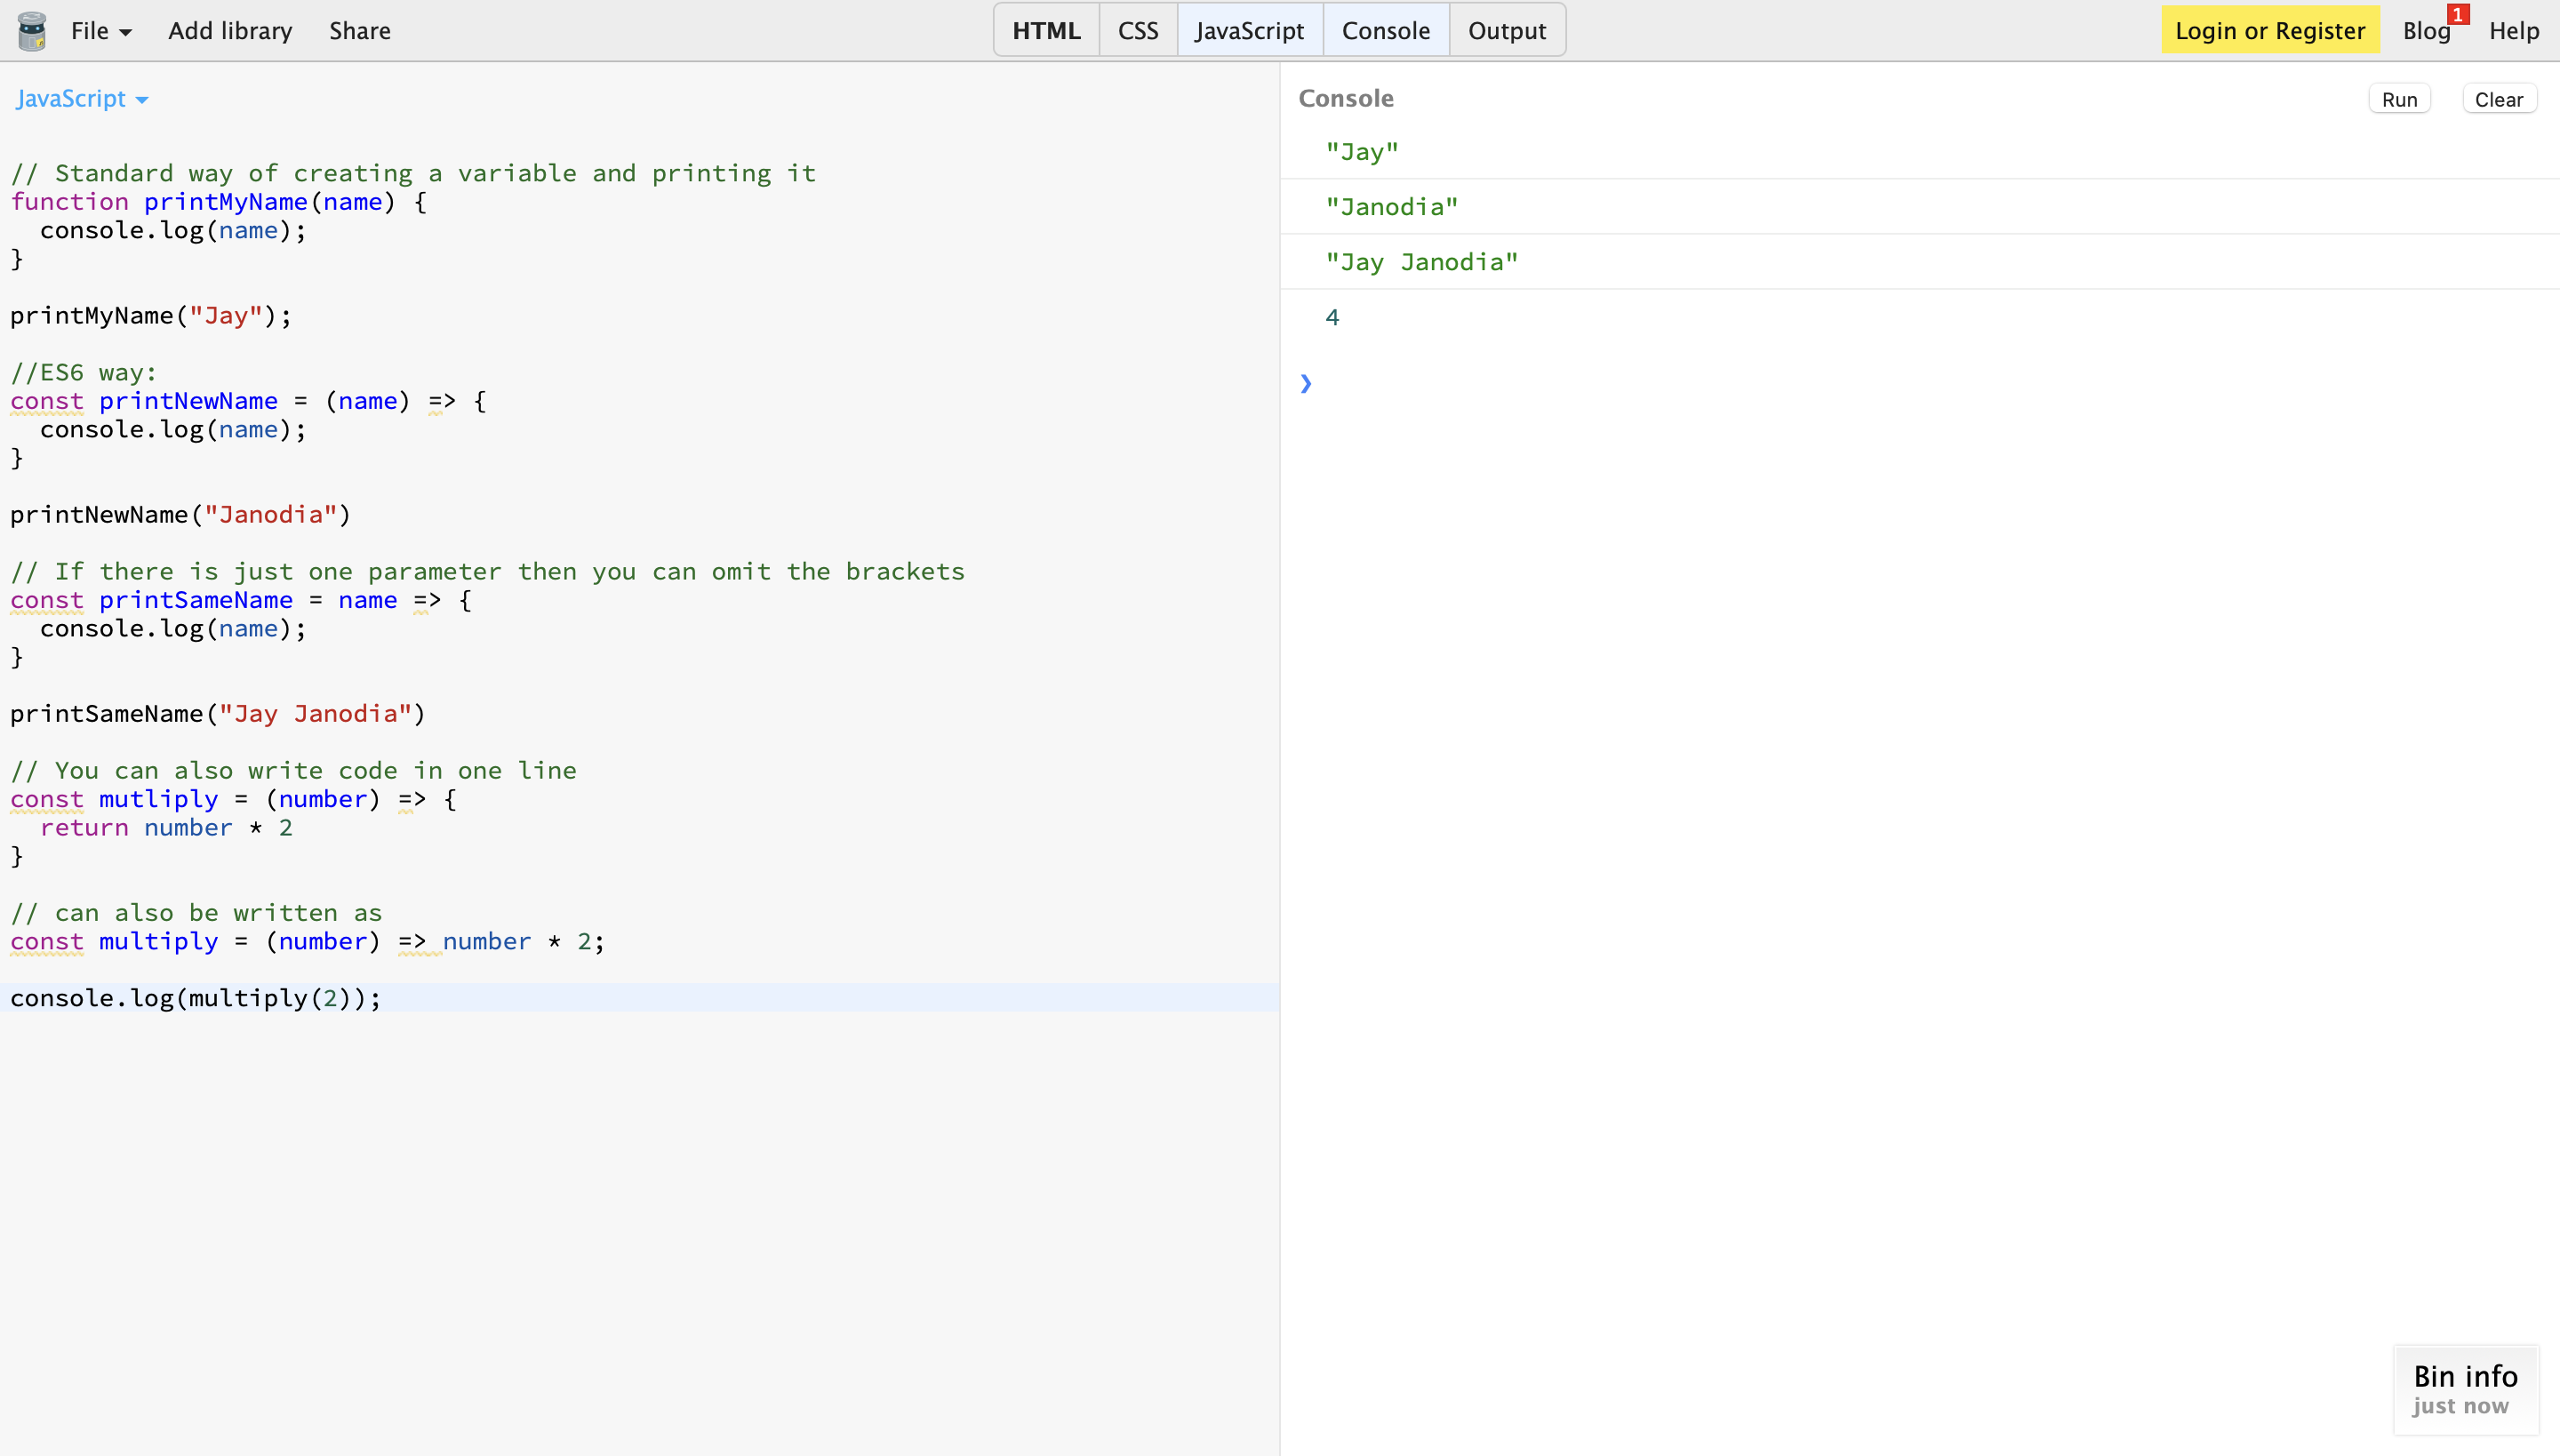 File Add library Share HTML CSS JavaScript Console Output Login or Register Blog 1 Help
JavaScript
// Standard way of creating a variable and printing it
function printMyName(name) {
  console.log(name);
}
printMyName("Jay");
//ES6 way:
const printNewName = (name) => {
  console.log(name);
}
printNewName("Janodia")
// If there is just one parameter then you can omit the brackets
const printSameName = name => {
  console.log(name);
}
printSameName("Jay Janodia")
// You can also write code in one line
const mutliply = (number) => {
  return number * 2
}
// can also be written as
const multiply = (number) => number * 2;
console.log(multiply(2));
Console Run Clear
"Jay"
"Janodia"
"Jay Janodia"
4
❯
Bin info
just now